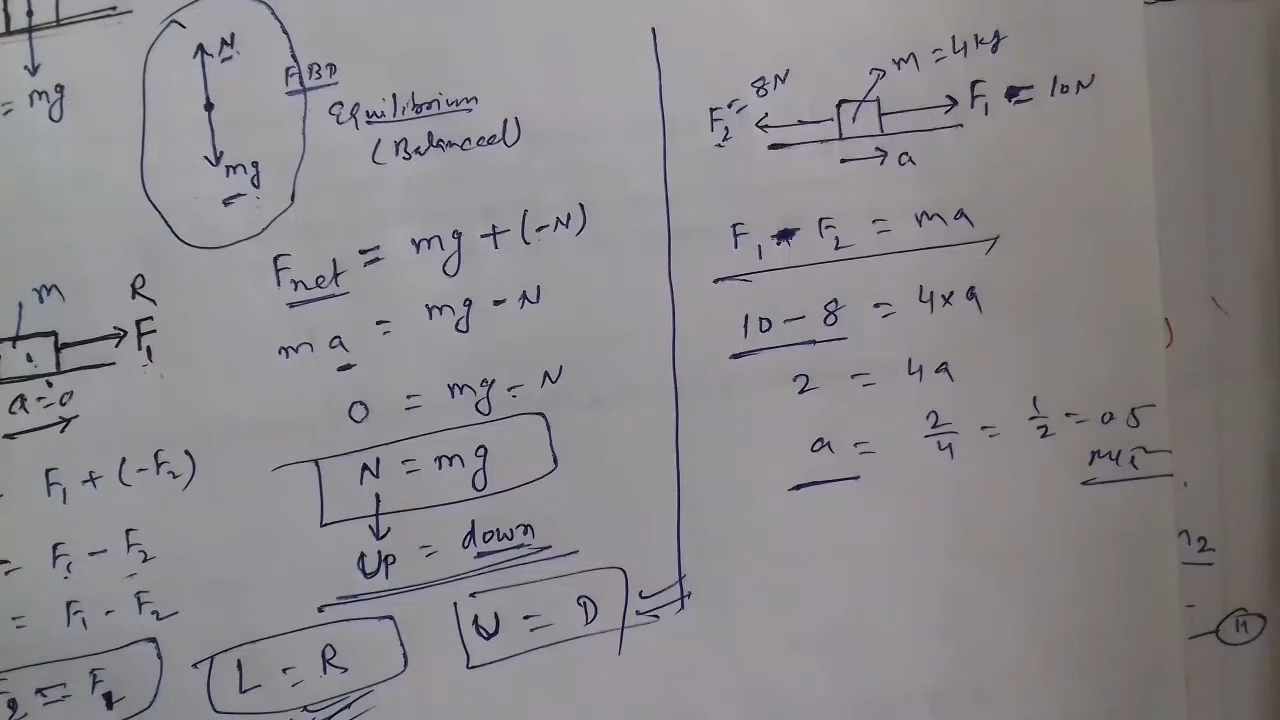 = mg
N
FBD
Equilibrium
(Balanced)
mg
Fnet = mg + (-N)
ma = mg - N
0 = mg - N
N = mg
Up = down
U = D
m
R
F₁
a = 0
F₁ + (-F₂)
= F₁ - F₂
= F₁ - F₂
L = R
m = 4kg
F₂ = 8N
F₁ = 10N
a
F₁ - F₂ = ma
10 - 8 = 4×a
2 = 4a
a = 2/4 = 1/2 = 0.5
11